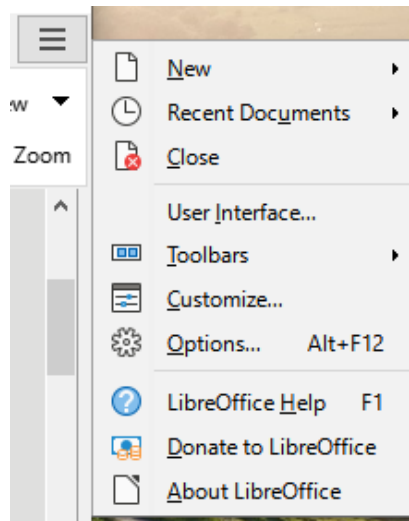 New
ew
Recent Documents
Zoom
Close
User Interface...
Toolbars
Customize...
Options... Alt+F12
LibreOffice Help F1
Donate to LibreOffice
About LibreOffice